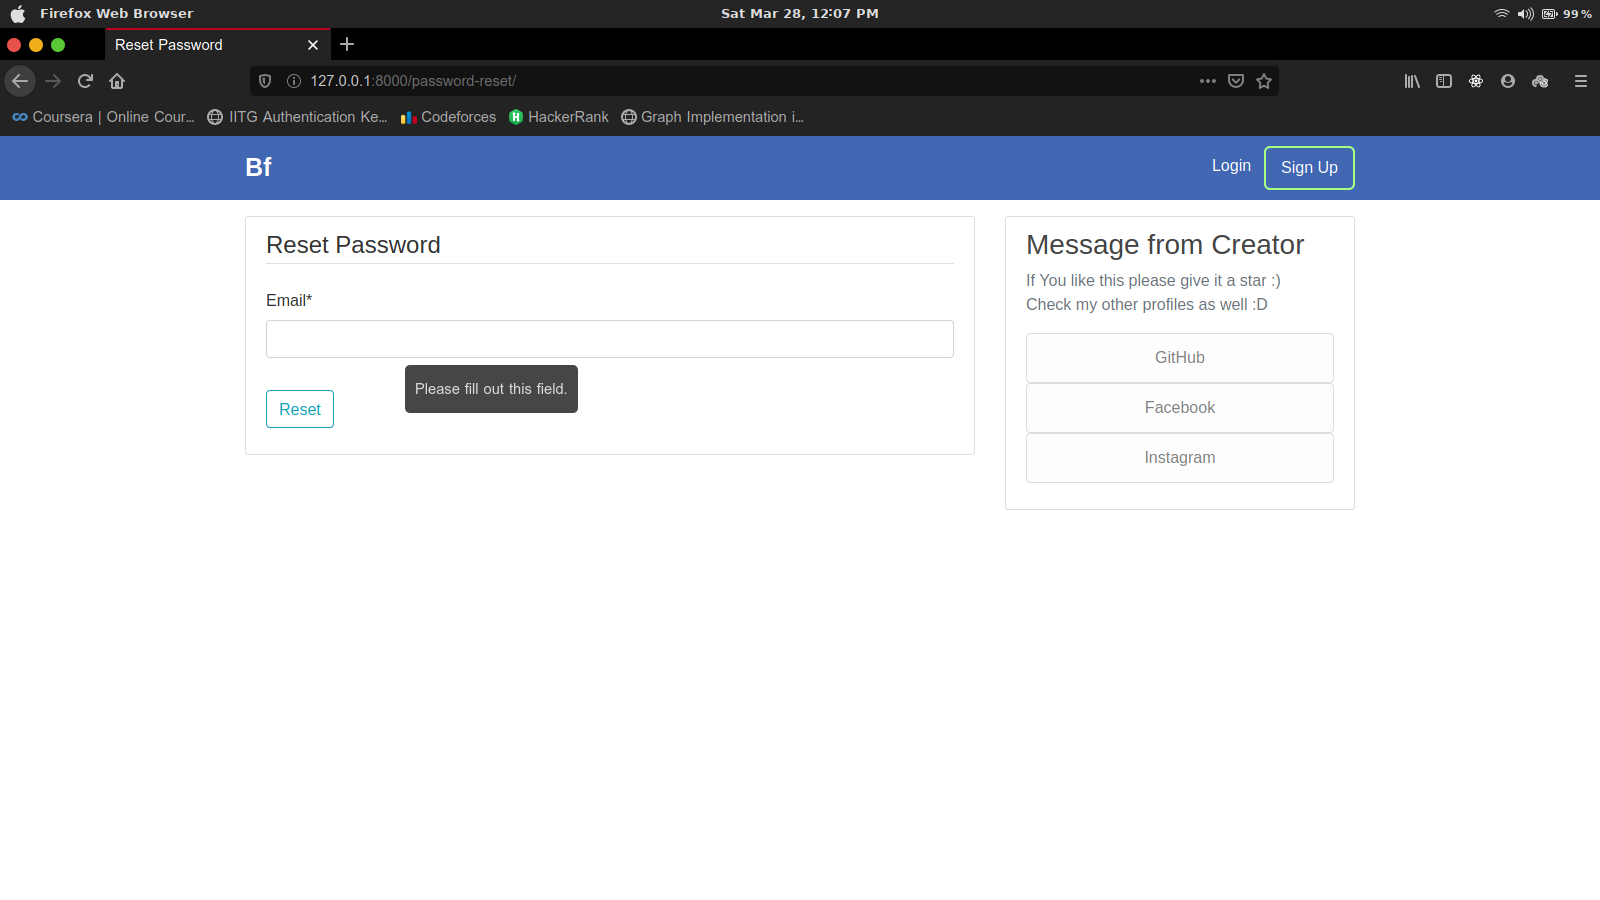 Firefox Web Browser
Sat Mar 28, 12:07 PM
99%
Reset Password
127.0.0.1:8000/password-reset/
Coursera | Online Cour...
IITG Authentication Ke...
Codeforces
HackerRank
Graph Implementation i...
Bf
Login
Sign Up
Reset Password
Email*
Please fill out this field.
Reset
Message from Creator
If You like this please give it a star :)
Check my other profiles as well :D
GitHub
Facebook
Instagram